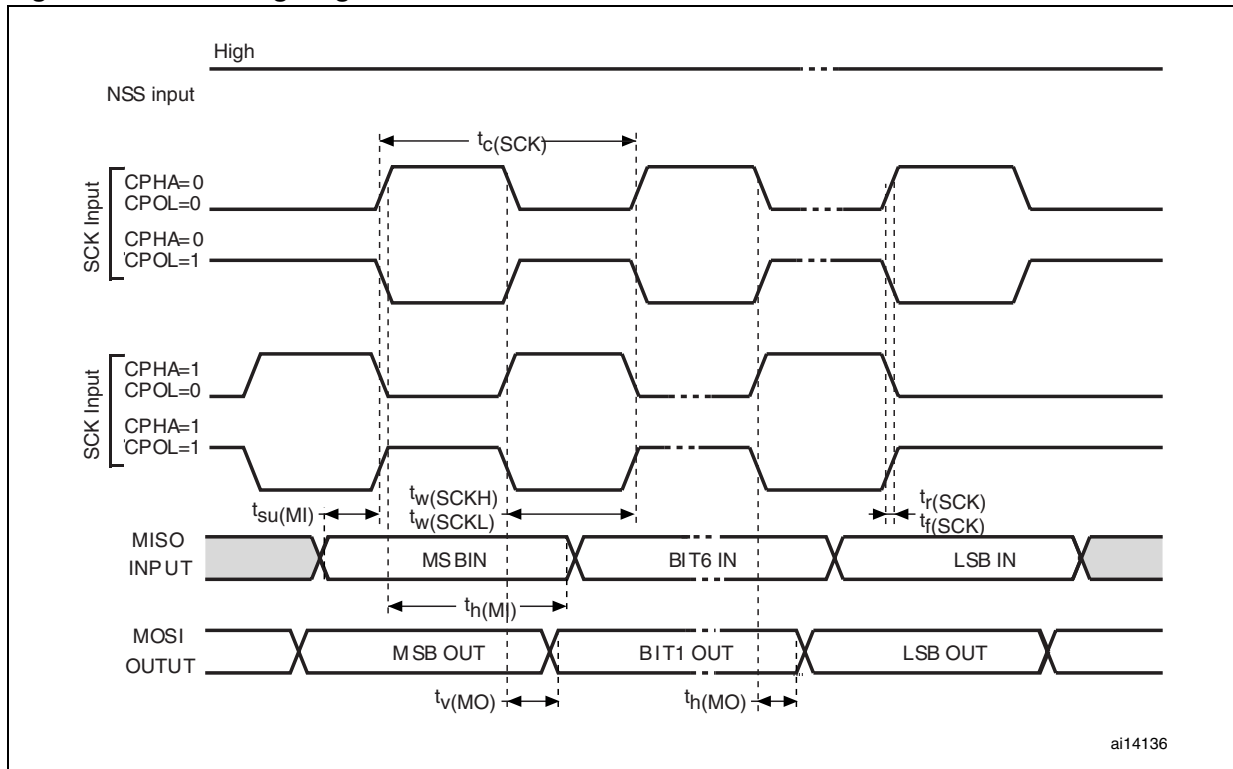 High
NSS input
tc(SCK)
SCK Input
CPHA=0
CPOL=0
CPHA=0
CPOL=1
SCK Input
CPHA=1
CPOL=0
CPHA=1
CPOL=1
tsu(MI)
tw(SCKH)
tw(SCKL)
tr(SCK)
tf(SCK)
MISO
INPUT
MSBIN
BIT6 IN
LSB IN
th(MI)
MOSI
OUTUT
MSB OUT
BIT1 OUT
LSB OUT
tv(MO)
th(MO)
ai14136